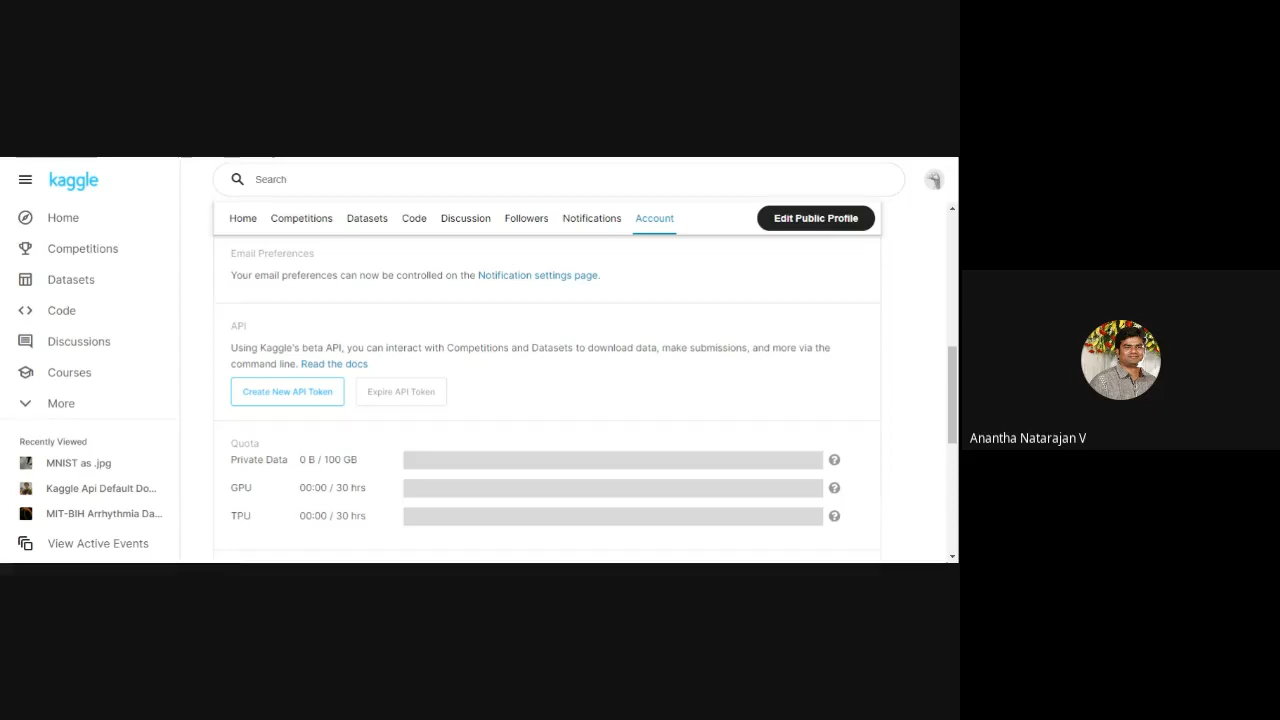 kaggle
Search
Home
Competitions
Datasets
Code
Discussions
Courses
More
Recently Viewed
MNIST as .jpg
Kaggle Api Default Do...
MIT-BIH Arrhythmia Da...
View Active Events
Home Competitions Datasets Code Discussion Followers Notifications Account Edit Public Profile
Email Preferences
Your email preferences can now be controlled on the Notification settings page.
API
Using Kaggle's beta API, you can interact with Competitions and Datasets to download data, make submissions, and more via the
command line. Read the docs
Create New API Token Expire API Token
Quota
Private Data 0 B / 100 GB
GPU 00:00 / 30 hrs
TPU 00:00 / 30 hrs
Anantha Natarajan V